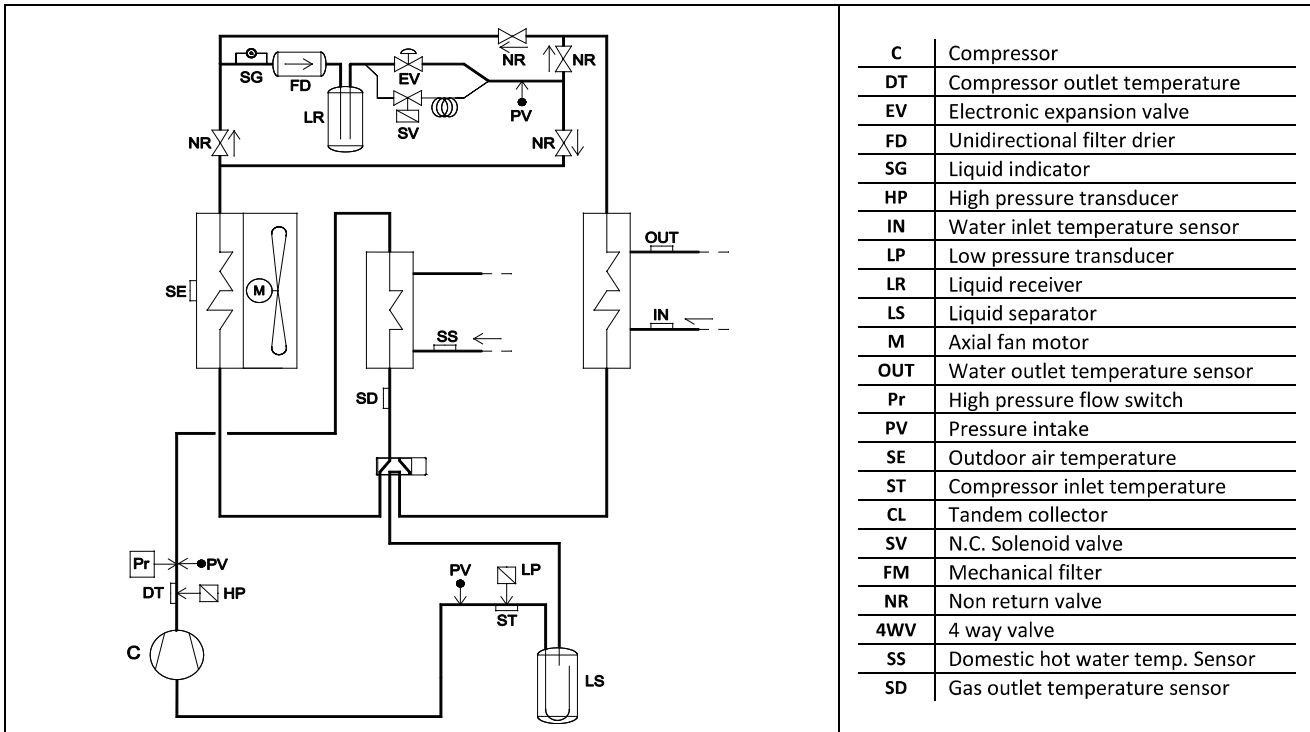 NR
NR
SG
FD
EV
LR
SV
PV
NR
NR
OUT
SE
M
IN
SS
SD
Pr
PV
DT
HP
PV
LP
ST
C
LS
C Compressor
DT Compressor outlet temperature
EV Electronic expansion valve
FD Unidirectional filter drier
SG Liquid indicator
HP High pressure transducer
IN Water inlet temperature sensor
LP Low pressure transducer
LR Liquid receiver
LS Liquid separator
M Axial fan motor
OUT Water outlet temperature sensor
Pr High pressure flow switch
PV Pressure intake
SE Outdoor air temperature
ST Compressor inlet temperature
CL Tandem collector
SV N.C. Solenoid valve
FM Mechanical filter
NR Non return valve
4WV 4 way valve
SS Domestic hot water temp. Sensor
SD Gas outlet temperature sensor